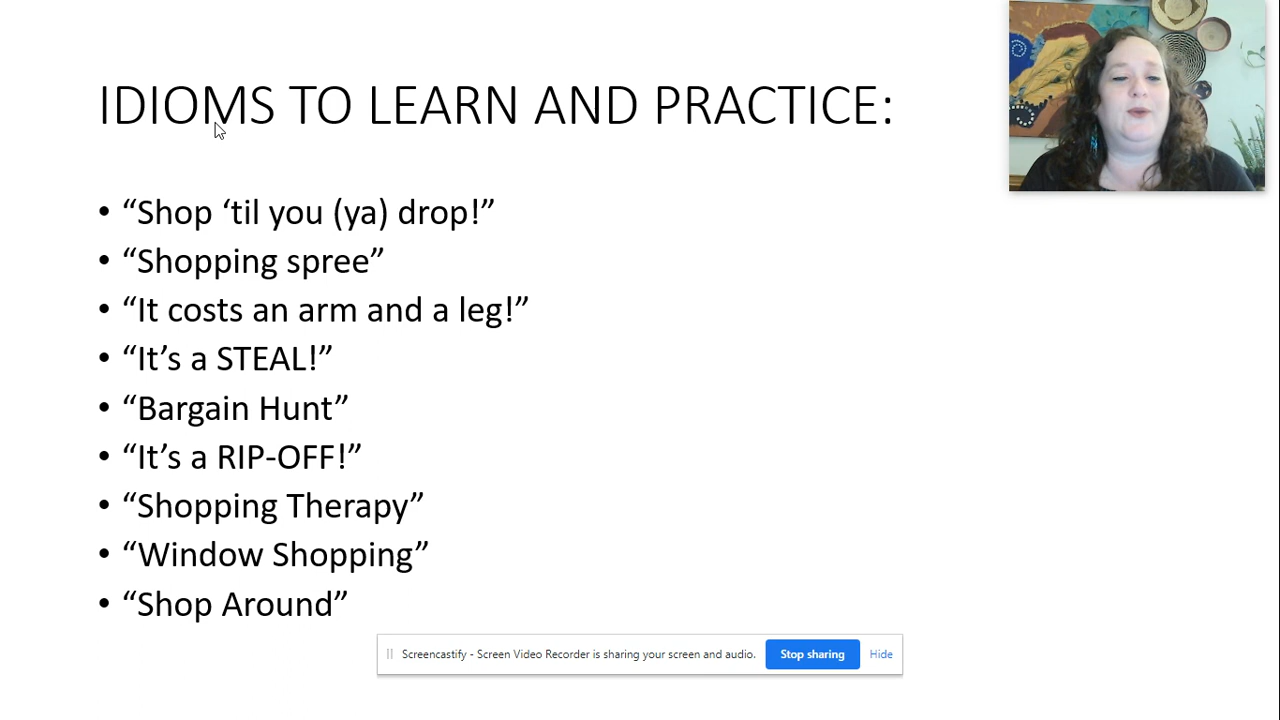 IDIOMS TO LEARN AND PRACTICE:
• “Shop ‘til you (ya) drop!”
• “Shopping spree”
• “It costs an arm and a leg!”
• “It’s a STEAL!”
• “Bargain Hunt”
• “It’s a RIP-OFF!”
• “Shopping Therapy”
• “Window Shopping”
• “Shop Around”
Screencastify - Screen Video Recorder is sharing your screen and audio. Stop sharing Hide